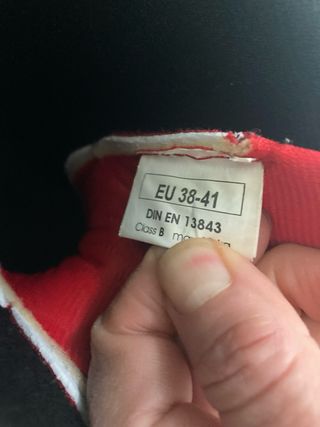 EU 38-41
DIN EN 13843
Class B